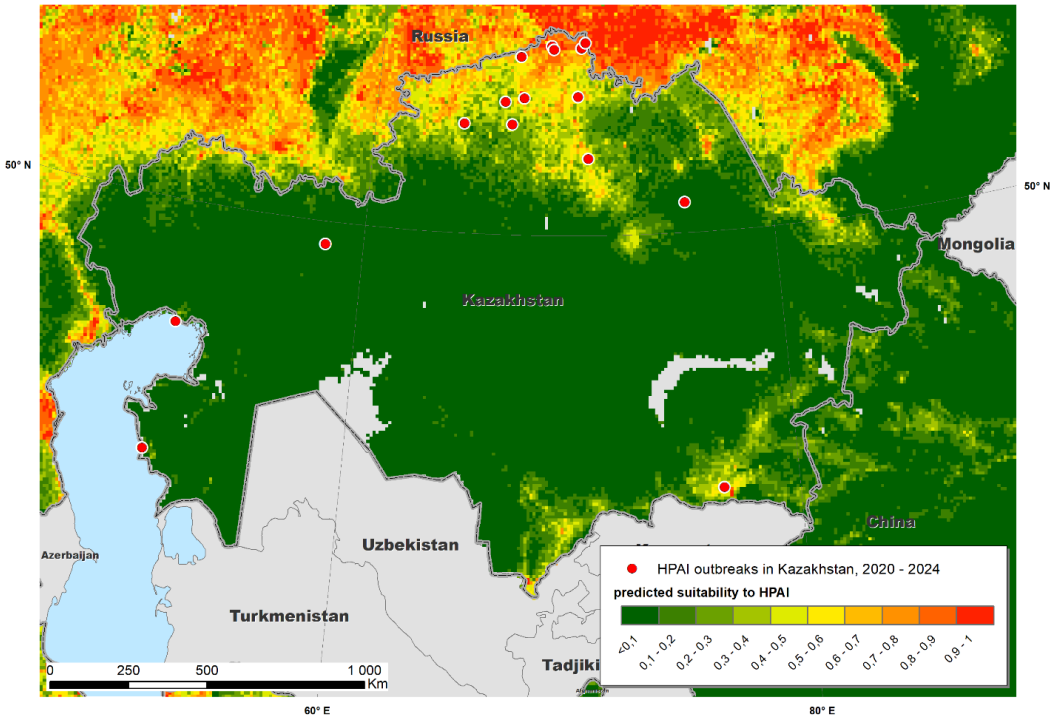 Russia
50° N
50° N
Mongolia
Kazakhstan
China
Azerbaijan
Uzbekistan
Turkmenistan
Tadjiki
HPAI outbreaks in Kazakhstan, 2020 - 2024
predicted suitability to HPAI
<0,1
0,1 - 0,2
0,2 - 0,3
0,3 - 0,4
0,4 - 0,5
0,5 - 0,6
0,6 - 0,7
0,7 - 0,8
0,8 - 0,9
0,9 - 1
0 250 500 1 000
Km
60° E
80° E